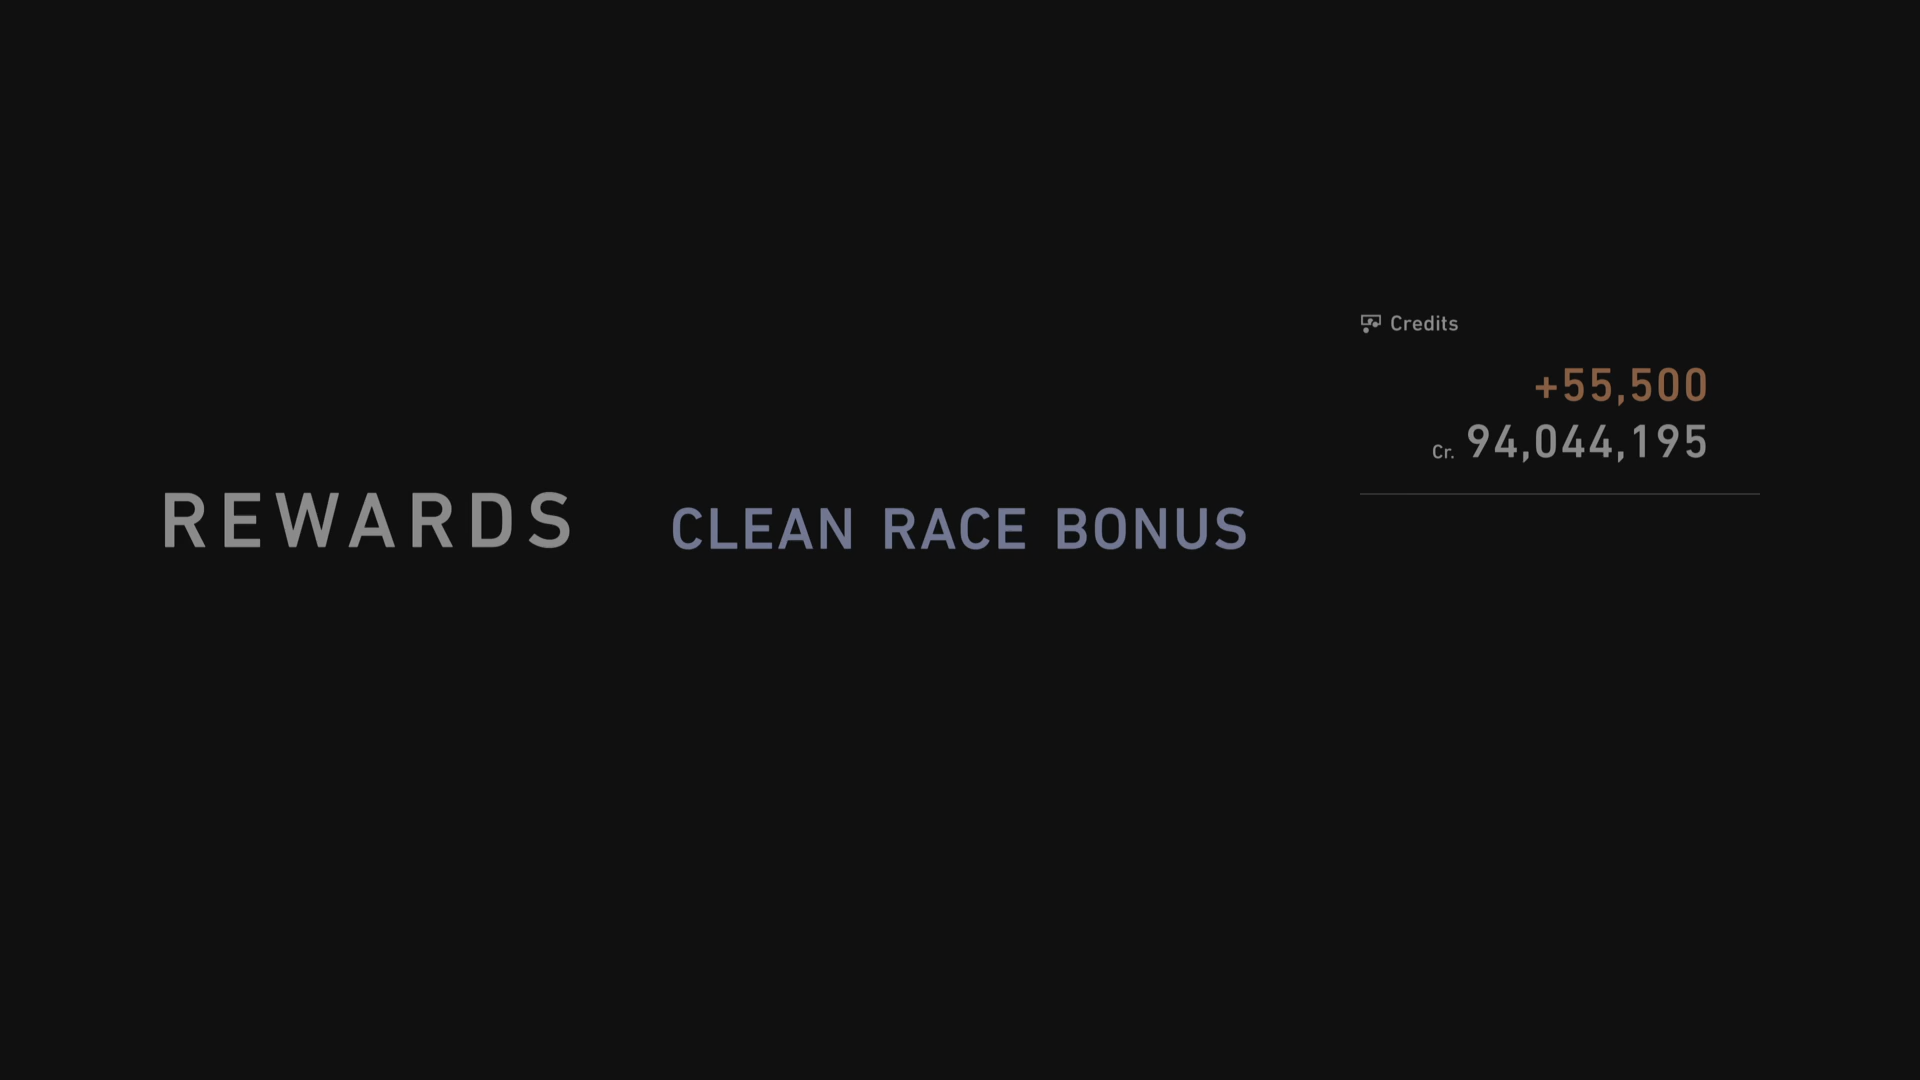 Credits
+55,500
Cr. 94,044,195
REWARDS
CLEAN RACE BONUS